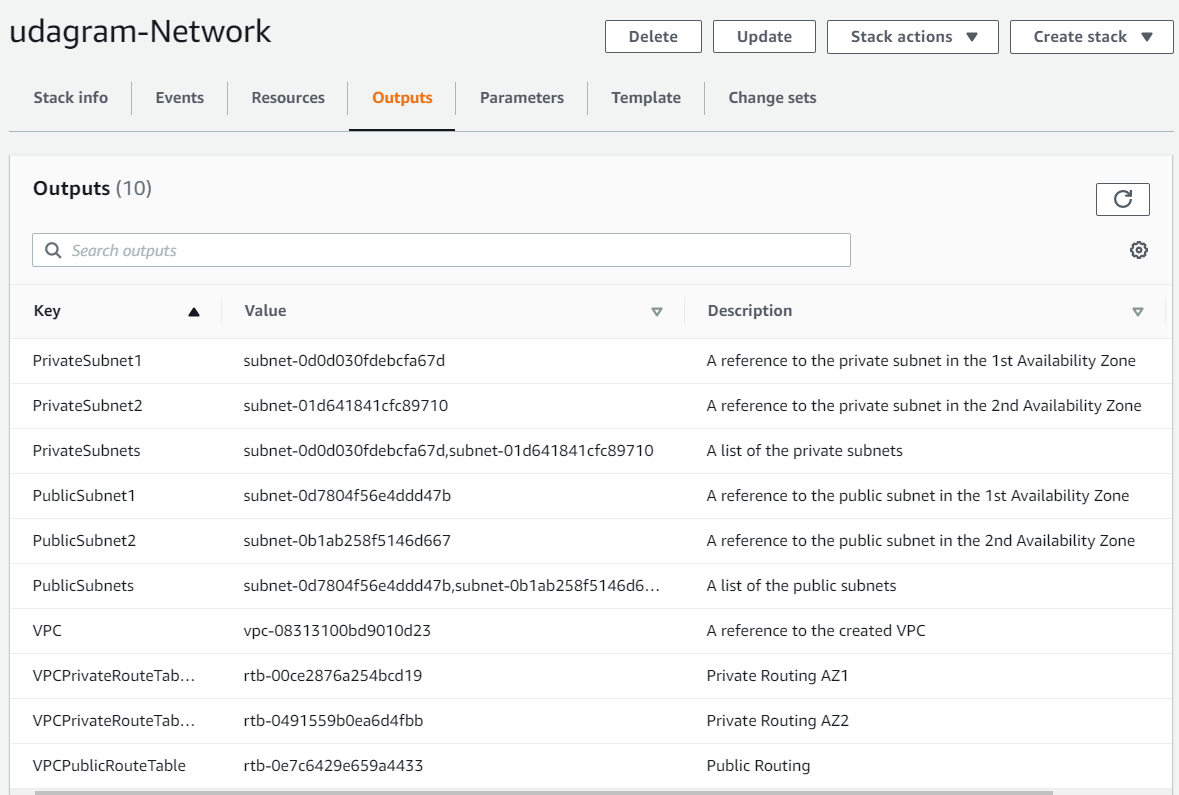 udagram-Network
Delete Update Stack actions Create stack
Stack info Events Resources Outputs Parameters Template Change sets
Outputs (10)
Search outputs
Key Value Description
PrivateSubnet1 subnet-0d0d030fdebcfa67d A reference to the private subnet in the 1st Availability Zone
PrivateSubnet2 subnet-01d641841cfc89710 A reference to the private subnet in the 2nd Availability Zone
PrivateSubnets subnet-0d0d030fdebcfa67d,subnet-01d641841cfc89710 A list of the private subnets
PublicSubnet1 subnet-0d7804f56e4ddd47b A reference to the public subnet in the 1st Availability Zone
PublicSubnet2 subnet-0b1ab258f5146d667 A reference to the public subnet in the 2nd Availability Zone
PublicSubnets subnet-0d7804f56e4ddd47b,subnet-0b1ab258f5146d6... A list of the public subnets
VPC vpc-08313100bd9010d23 A reference to the created VPC
VPCPrivateRouteTab... rtb-00ce2876a254bcd19 Private Routing AZ1
VPCPrivateRouteTab... rtb-0491559b0ea6d4fbb Private Routing AZ2
VPCPublicRouteTable rtb-0e7c6429e659a4433 Public Routing